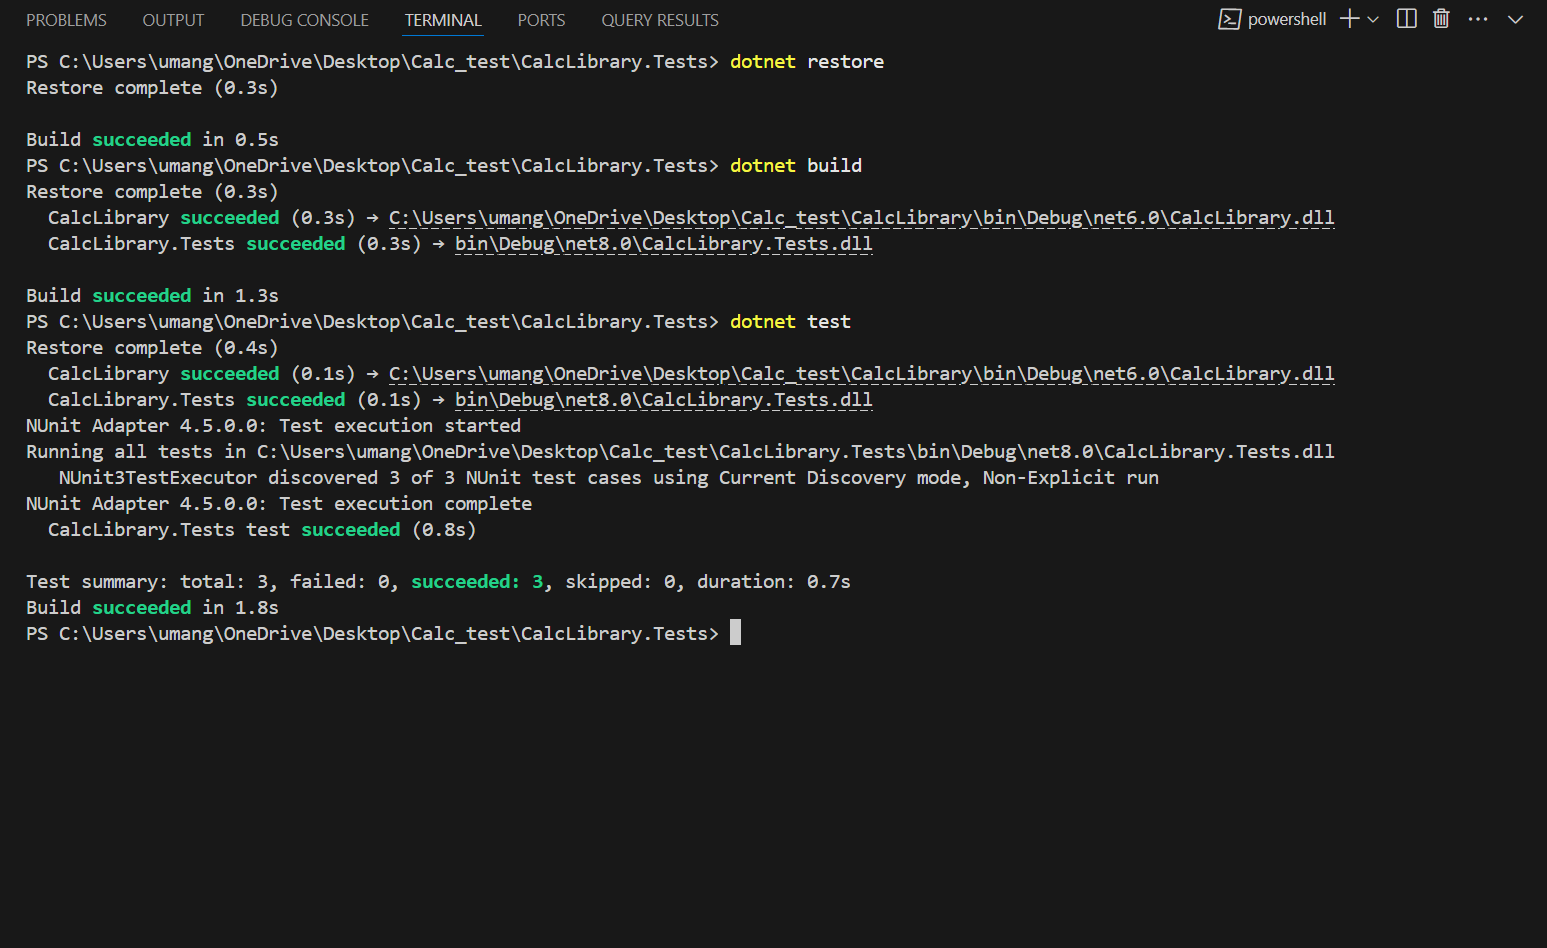 PROBLEMS OUTPUT DEBUG CONSOLE TERMINAL PORTS QUERY RESULTS powershell
PS C:\Users\umang\OneDrive\Desktop\Calc_test\CalcLibrary.Tests> dotnet restore
Restore complete (0.3s)
Build succeeded in 0.5s
PS C:\Users\umang\OneDrive\Desktop\Calc_test\CalcLibrary.Tests> dotnet build
Restore complete (0.3s)
CalcLibrary succeeded (0.3s) → C:\Users\umang\OneDrive\Desktop\Calc_test\CalcLibrary\bin\Debug\net6.0\CalcLibrary.dll
CalcLibrary.Tests succeeded (0.3s) → bin\Debug\net8.0\CalcLibrary.Tests.dll
Build succeeded in 1.3s
PS C:\Users\umang\OneDrive\Desktop\Calc_test\CalcLibrary.Tests> dotnet test
Restore complete (0.4s)
CalcLibrary succeeded (0.1s) → C:\Users\umang\OneDrive\Desktop\Calc_test\CalcLibrary\bin\Debug\net6.0\CalcLibrary.dll
CalcLibrary.Tests succeeded (0.1s) → bin\Debug\net8.0\CalcLibrary.Tests.dll
NUnit Adapter 4.5.0.0: Test execution started
Running all tests in C:\Users\umang\OneDrive\Desktop\Calc_test\CalcLibrary.Tests\bin\Debug\net8.0\CalcLibrary.Tests.dll
NUnit3TestExecutor discovered 3 of 3 NUnit test cases using Current Discovery mode, Non-Explicit run
NUnit Adapter 4.5.0.0: Test execution complete
CalcLibrary.Tests test succeeded (0.8s)
Test summary: total: 3, failed: 0, succeeded: 3, skipped: 0, duration: 0.7s
Build succeeded in 1.8s
PS C:\Users\umang\OneDrive\Desktop\Calc_test\CalcLibrary.Tests>